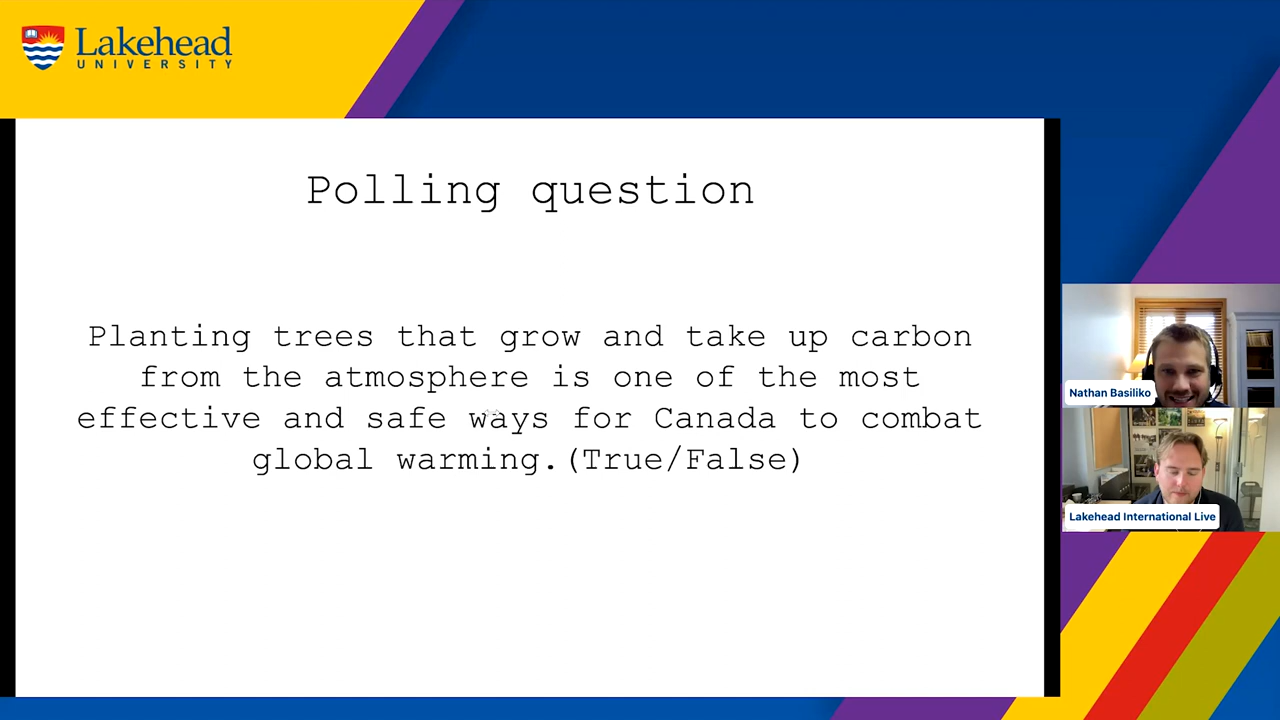 Lakehead
UNIVERSITY
Polling question
Planting trees that grow and take up carbon
from the atmosphere is one of the most
effective and safe ways for Canada to combat
global warming.(True/False)
Nathan Basiliko
Lakehead International Live